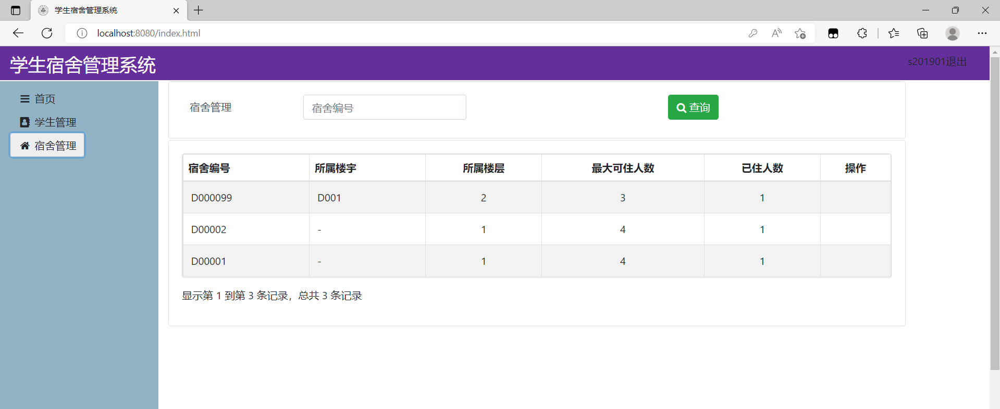 学生宿舍管理系统
localhost:8080/index.html
学生宿舍管理系统
s201901退出
首页
学生管理
宿舍管理
宿舍管理 宿舍编号 查询
宿舍编号 所属楼宇 所属楼层 最大可住人数 已住人数 操作
D000099 D001 2 3 1
D00002 - 1 4 1
D00001 - 1 4 1
显示第 1 到第 3 条记录，总共 3 条记录